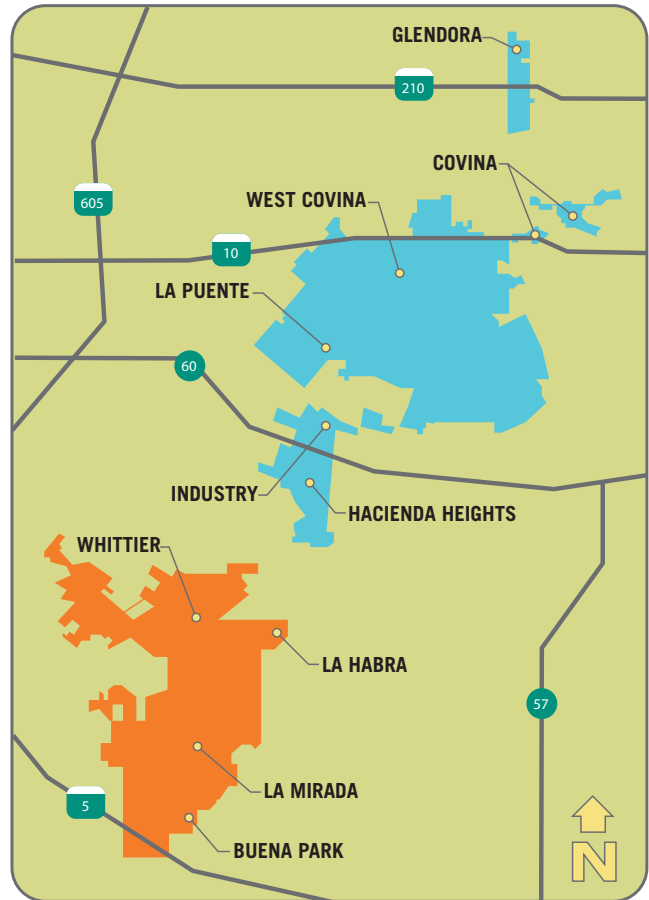 GLENDORA
210
COVINA
605
WEST COVINA
10
LA PUENTE
60
INDUSTRY
HACIENDA HEIGHTS
WHITTIER
LA HABRA
57
LA MIRADA
5
BUENA PARK
N